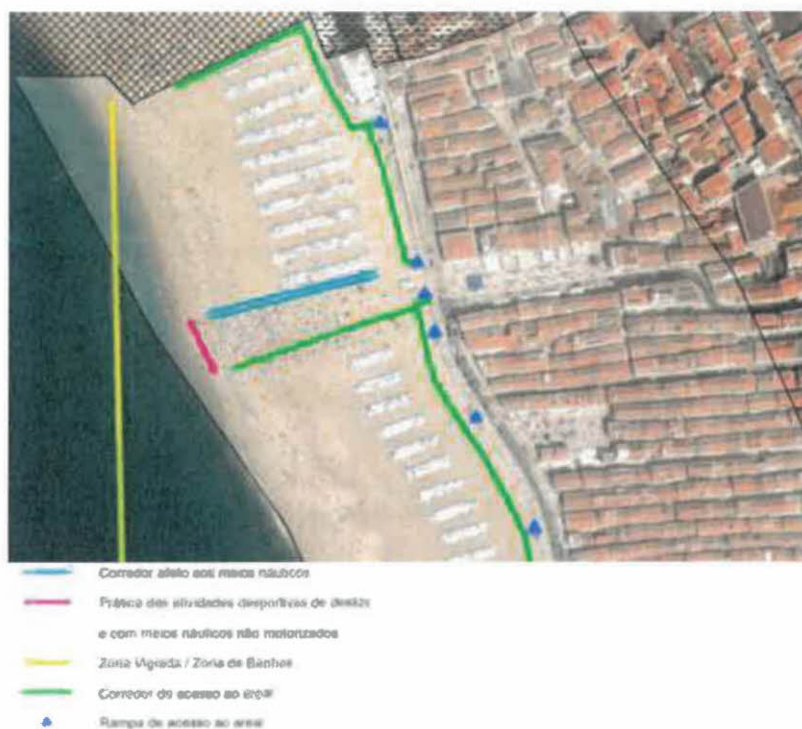 Corredor afeto aos meios náuticos
Prática das atividades desportivas de deslize
e com meios náuticos não motorizados
Zona Vigiada / Zona de Banhos
Corredor de acesso ao areal
Rampa de acesso ao areal